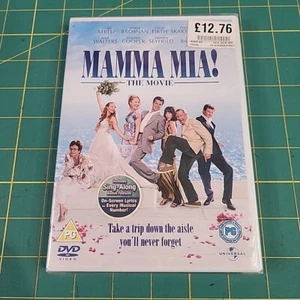 £12.76
STREEP BROSNAN FIRTH SKARSGÅRD
WALTERS
COOPER SEYFRIED
MAMMA MIA!
THE MOVIE
Sing-Along
On-Screen Lyrics
to Every Musical
Number!
Take a trip down the aisle
you'll never forget
PG
DVD
VIDEO
PG
UNIVERSAL